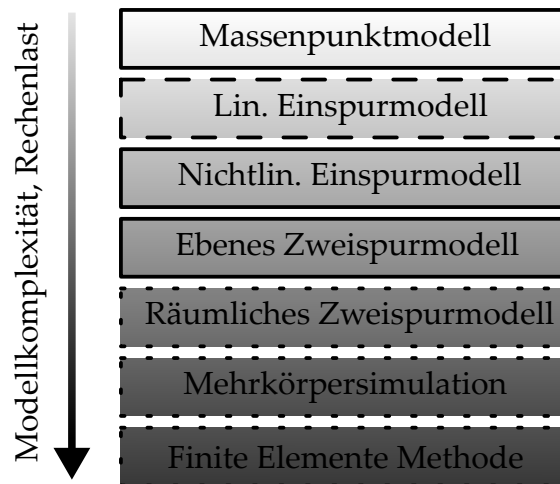 Modellkomplexität, Rechenlast
Massenpunktmodell
Lin. Einspurmodell
Nichtlin. Einspurmodell
Ebenes Zweispurmodell
Räumliches Zweispurmodell
Mehrkörpersimulation
Finite Elemente Methode